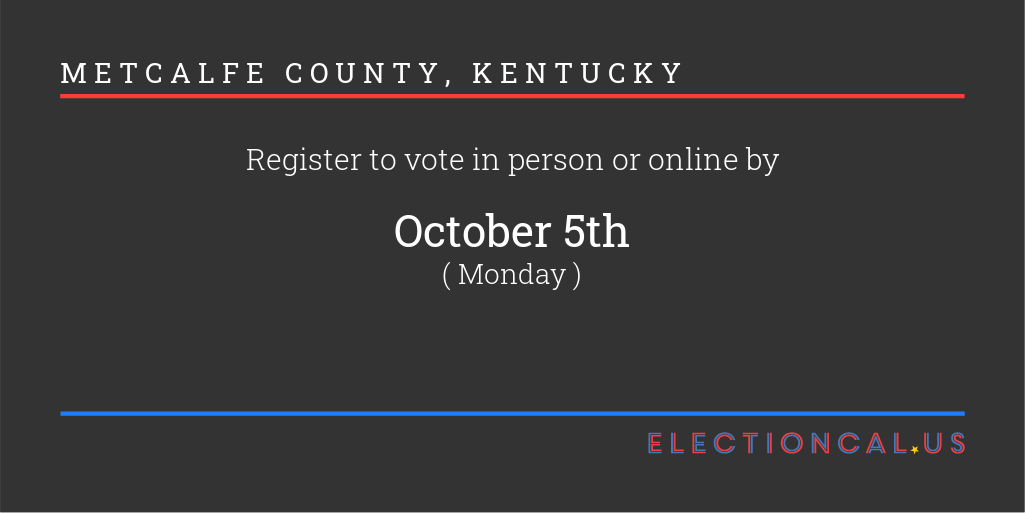 METCALFE COUNTY, KENTUCKY
Register to vote in person or online by
October 5th
( Monday )
ELECTIONCAL.US